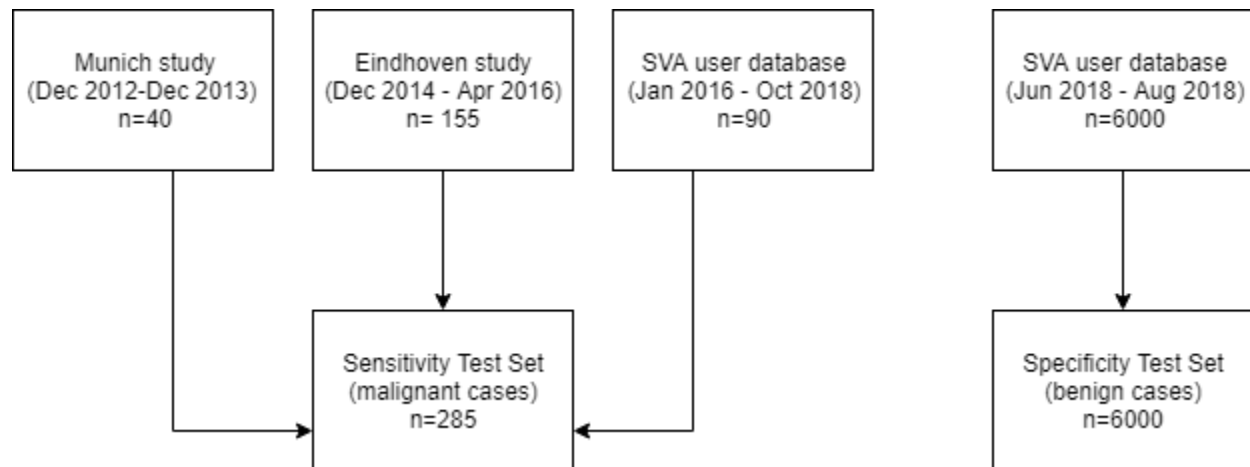 Munich study
(Dec 2012-Dec 2013)
n=40
Eindhoven study
(Dec 2014 - Apr 2016)
n= 155
SVA user database
(Jan 2016 - Oct 2018)
n=90
SVA user database
(Jun 2018 - Aug 2018)
n=6000
Sensitivity Test Set
(malignant cases)
n=285
Specificity Test Set
(benign cases)
n=6000